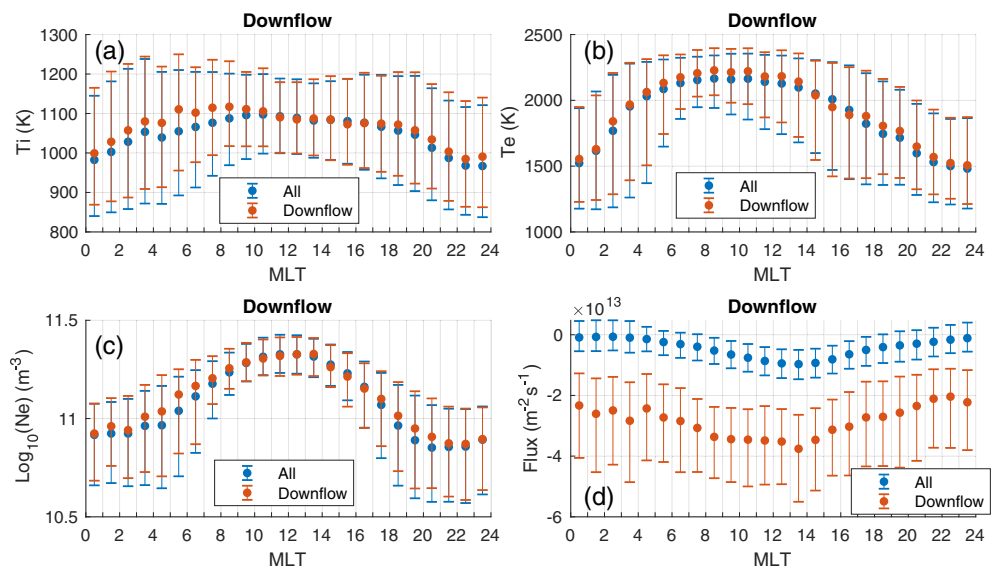 Downflow
(a)
Ti (K)
1300
1200
1100
1000
900
800
All
Downflow
0 2 4 6 8 10 12 14 16 18 20 22 24
MLT
Downflow
(b)
Te (K)
2500
2000
1500
1000
All
Downflow
0 2 4 6 8 10 12 14 16 18 20 22 24
MLT
Downflow
(c)
Log10(Ne) (m-3)
11.5
11
10.5
All
Downflow
0 2 4 6 8 10 12 14 16 18 20 22 24
MLT
Downflow
× 10^13
(d)
Flux (m-2 s-1)
0
-2
-4
-6
All
Downflow
0 2 4 6 8 10 12 14 16 18 20 22 24
MLT